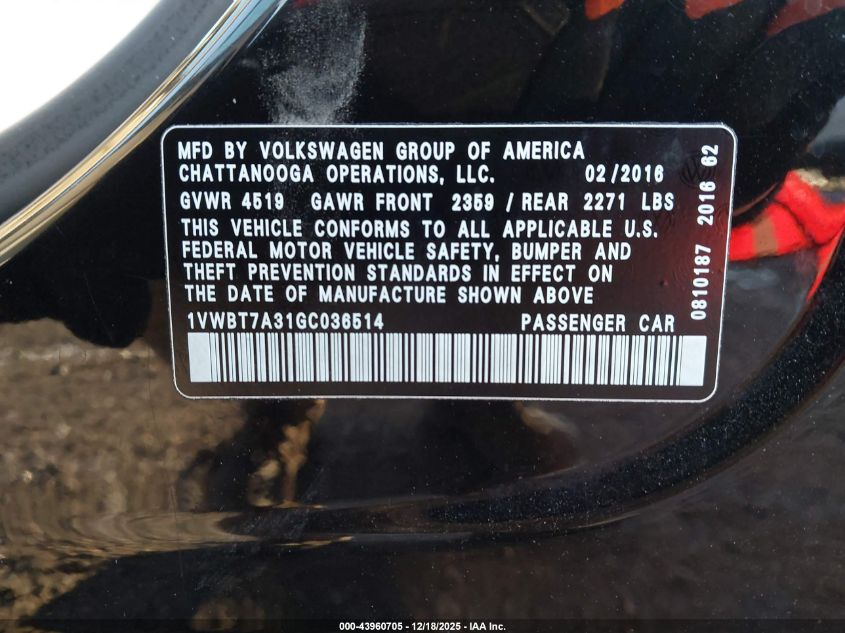 MFD BY VOLKSWAGEN GROUP OF AMERICA
CHATTANOOGA OPERATIONS, LLC. 02/2016
GVWR 4519 GAWR FRONT 2359 / REAR 2271 LBS
THIS VEHICLE CONFORMS TO ALL APPLICABLE U.S.
FEDERAL MOTOR VEHICLE SAFETY, BUMPER AND
THEFT PREVENTION STANDARDS IN EFFECT ON
THE DATE OF MANUFACTURE SHOWN ABOVE
1VWBT7A31GC036514 PASSENGER CAR
0810187 2016 62
000-43960705 - 12/18/2025 - IAA Inc.